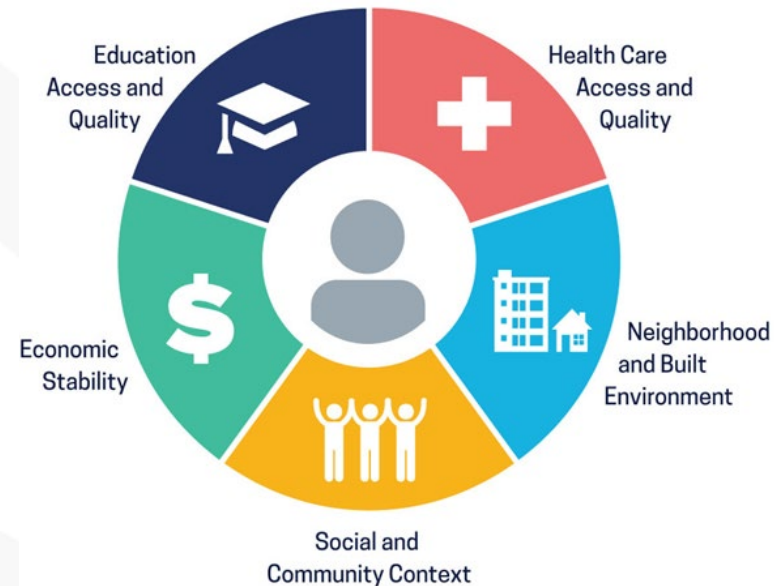 Education
Access and
Quality
Health Care
Access and
Quality
Economic
Stability
Neighborhood
and Built
Environment
Social and
Community Context